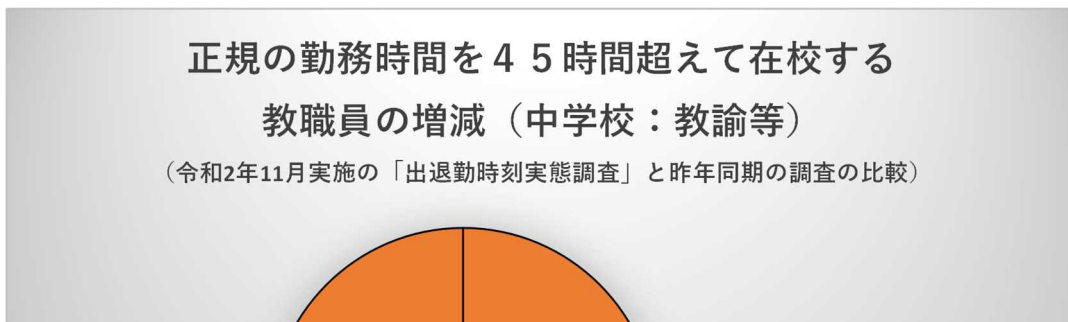 正規の勤務時間を４５時間超えて在校する
教職員の増減（中学校：教諭等）
（令和2年11月実施の「出退勤時刻実態調査」と昨年同期の調査の比較）